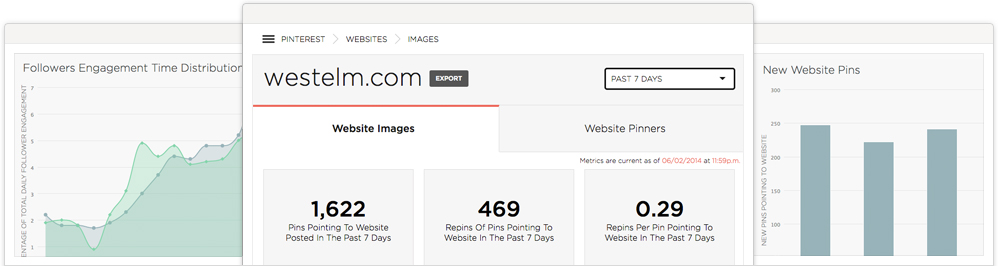 PINTEREST
WEBSITES
IMAGES
westelm.com
EXPORT
PAST 7 DAYS
Website Images
Website Pinners
Metrics are current as of 06/02/2014 at 11:59p.m.
1,622
Pins Pointing To Website
Posted In The Past 7 Days
469
Repins Of Pins Pointing To
Website In The Past 7 Days
0.29
Repins Per Pin Pointing To
Website In The Past 7 Days
Followers Engagement Time Distribution
ENTAGE OF TOTAL DAILY FOLLOWER ENGAGEMENT
7
6
5
4
3
2
1
New Website Pins
NEW PINS POINTING TO WEBSITE
300
250
200
150
100
50